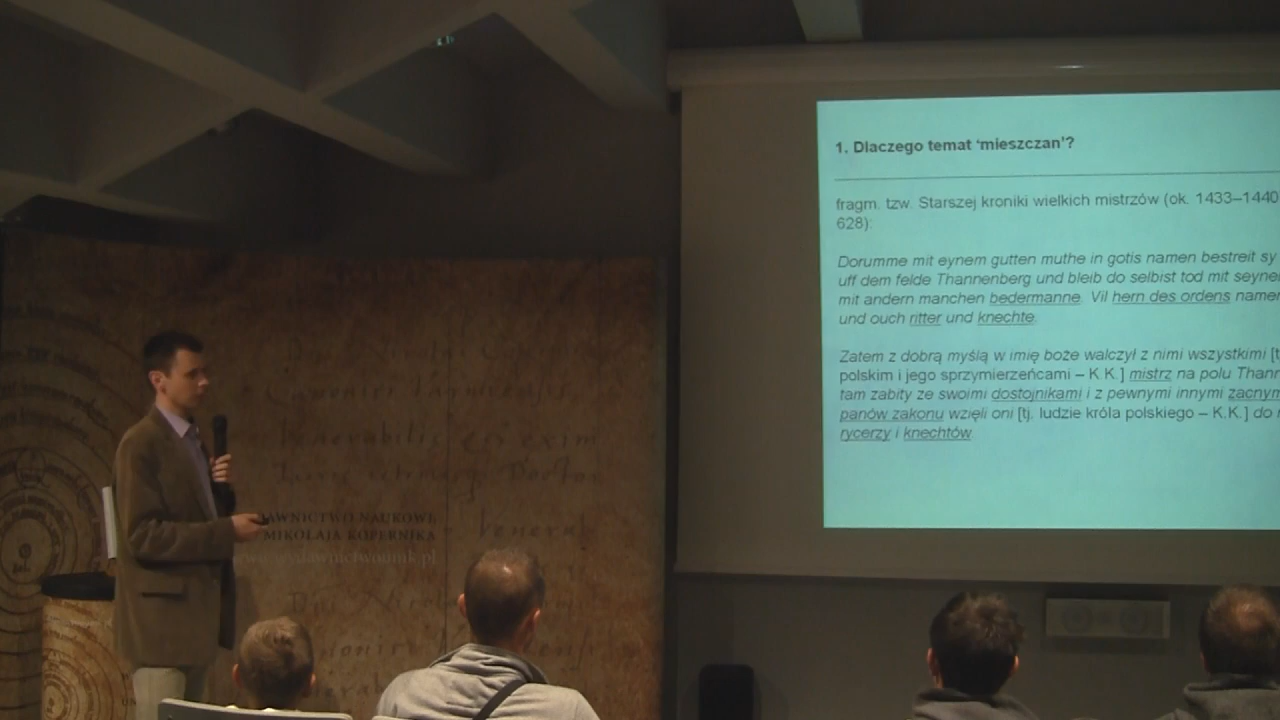 1. Dlaczego temat ‘mieszczan’?
fragm. tzw. Starszej kroniki wielkich mistrzów (ok. 1433–1440
628):
Dorumme mit eynem gutten muthe in gotis namen bestreit sy
uff dem felde Thannenberg und bleib do selbist tod mit seyne
mit andern manchen bedermanne. Vil hern des ordens namen
und ouch ritter und knechte.
Zatem z dobrą myślą w imię boże walczył z nimi wszystkimi [t
polskim i jego sprzymierzeńcami – K.K.] mistrz na polu Thann
tam zabity ze swoimi dostojnikami i z pewnymi innymi zacnym
panów zakonu wzięli oni [tj. ludzie króla polskiego – K.K.] do
rycerzy i knechtów.
DAWNICTWO NAUKOWE
MIKOŁAJA KOPERNIKA